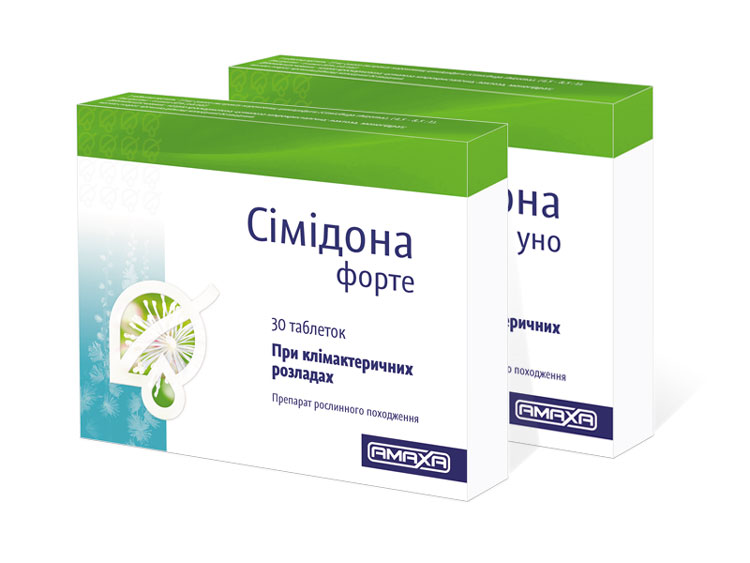 Сімідона
форте
30 таблеток
При клімактеричних
розладах
Препарат рослинного походження
AMAXA
она
уно
еричних
о походження
AMAXA